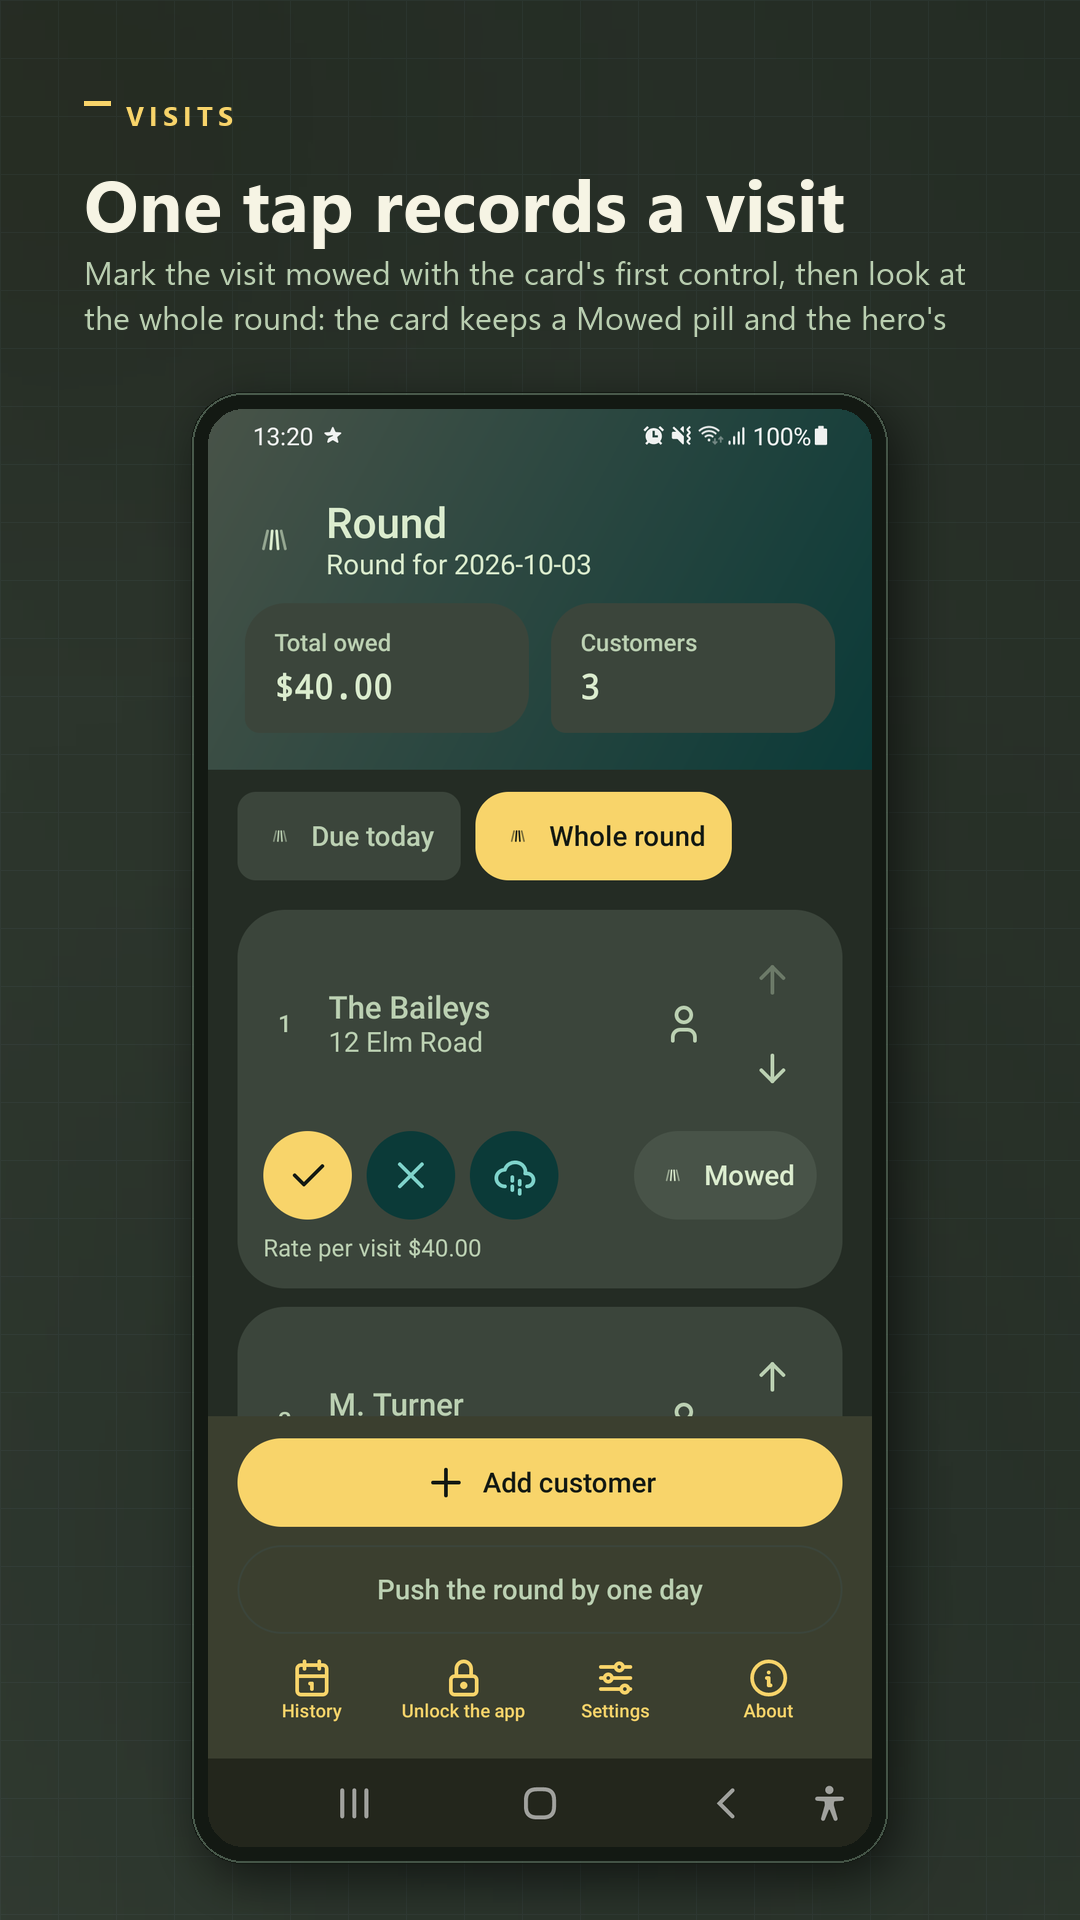 VISITS
One tap records a visit
Mark the visit mowed with the card's first control, then look at
the whole round: the card keeps a Mowed pill and the hero's
13:20
100%
Round
Round for 2026-10-03
Total owed
$40.00
Customers
3
Due today
Whole round
1
The Baileys
12 Elm Road
Mowed
Rate per visit $40.00
M. Turner
Add customer
Push the round by one day
History
Unlock the app
Settings
About